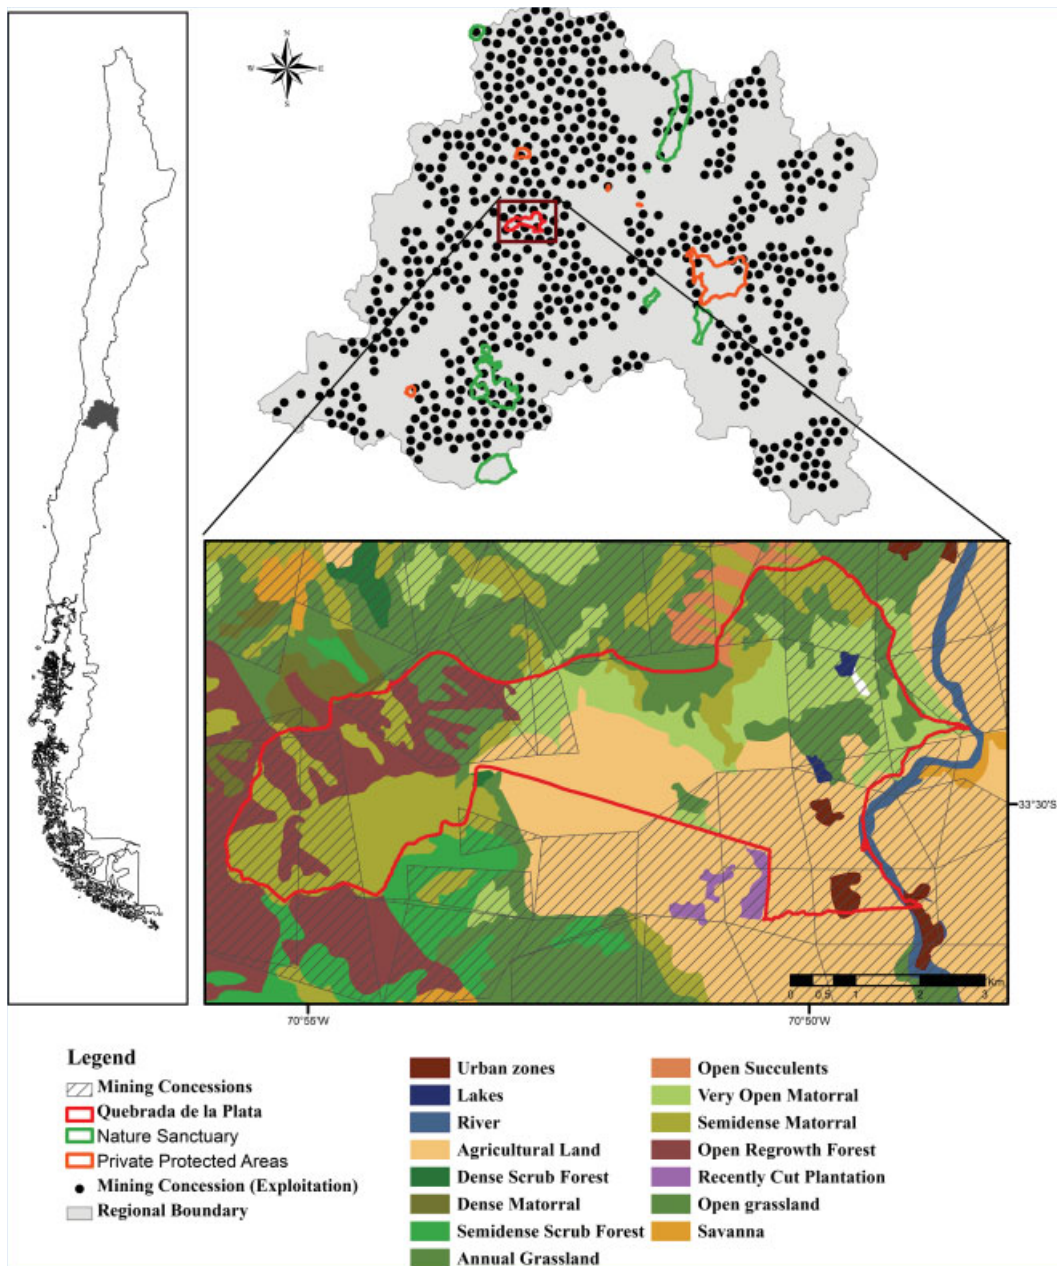 N
W E
S
33°30'S
0 0,5 1 2 3
Km
70°55'W 70°50'W
Legend
Mining Concessions
Quebrada de la Plata
Nature Sanctuary
Private Protected Areas
Mining Concession (Exploitation)
Regional Boundary
Urban zones
Lakes
River
Agricultural Land
Dense Scrub Forest
Dense Matorral
Semidense Scrub Forest
Annual Grassland
Open Succulents
Very Open Matorral
Semidense Matorral
Open Regrowth Forest
Recently Cut Plantation
Open grassland
Savanna